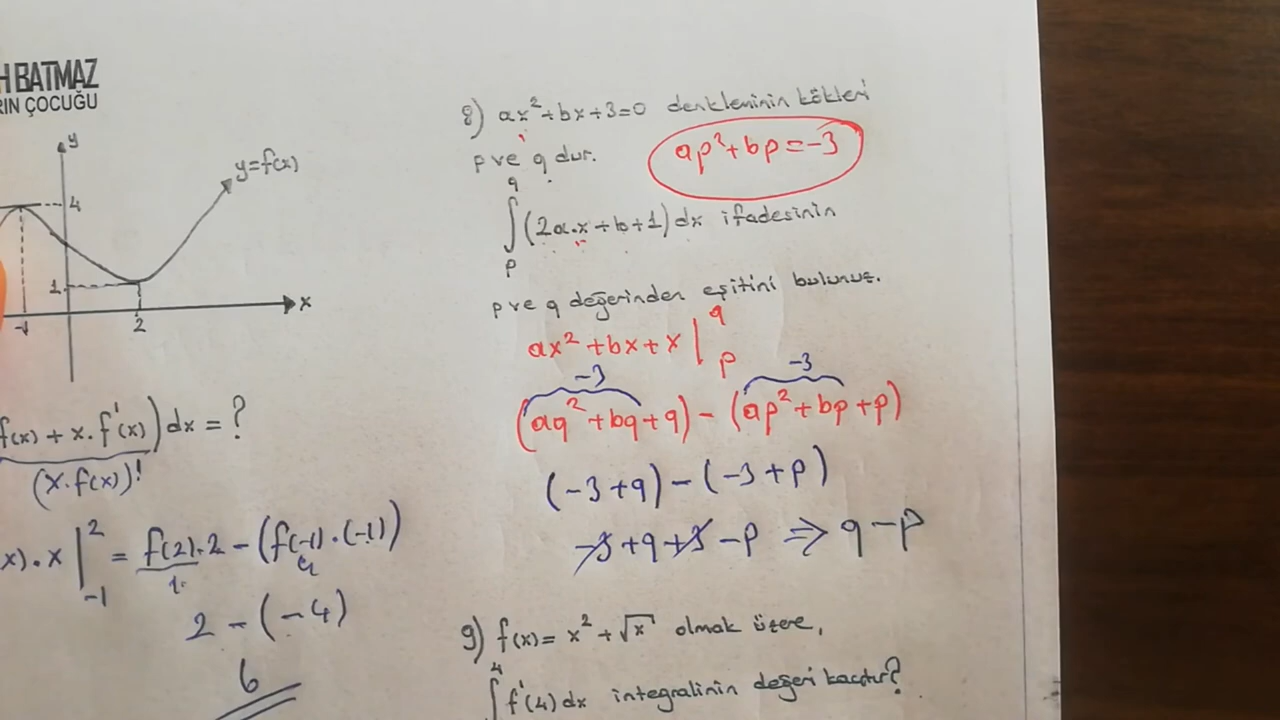 H BATMAZ
RIN ÇOCUĞU
y
y=f(x)
4
1
-1
2
x
f(x) + x.f'(x)) dx = ?
(x.f(x))'
x).x |²₋₁ = f(2).2 - (f(-1).(-1))
1.
4
2 - (-4)
6
8) ax²+bx+3=0 denkleminin kökleri
p ve q dur.
ap²+bp=-3
q
∫(2a.x+b+1)dx ifadesinin
p
p ve q değerinden eşitini bulunuz.
ax²+bx+x |
q
p
-3
-3
(aq²+bq+q) - (ap²+bp+p)
(-3+q)-(-3+p)
-3+q+3-p ⇒ q-p
9) f(x)= x²+√x olmak üzere,
4
∫ f'(4) dx integralinin değeri kaçtır?